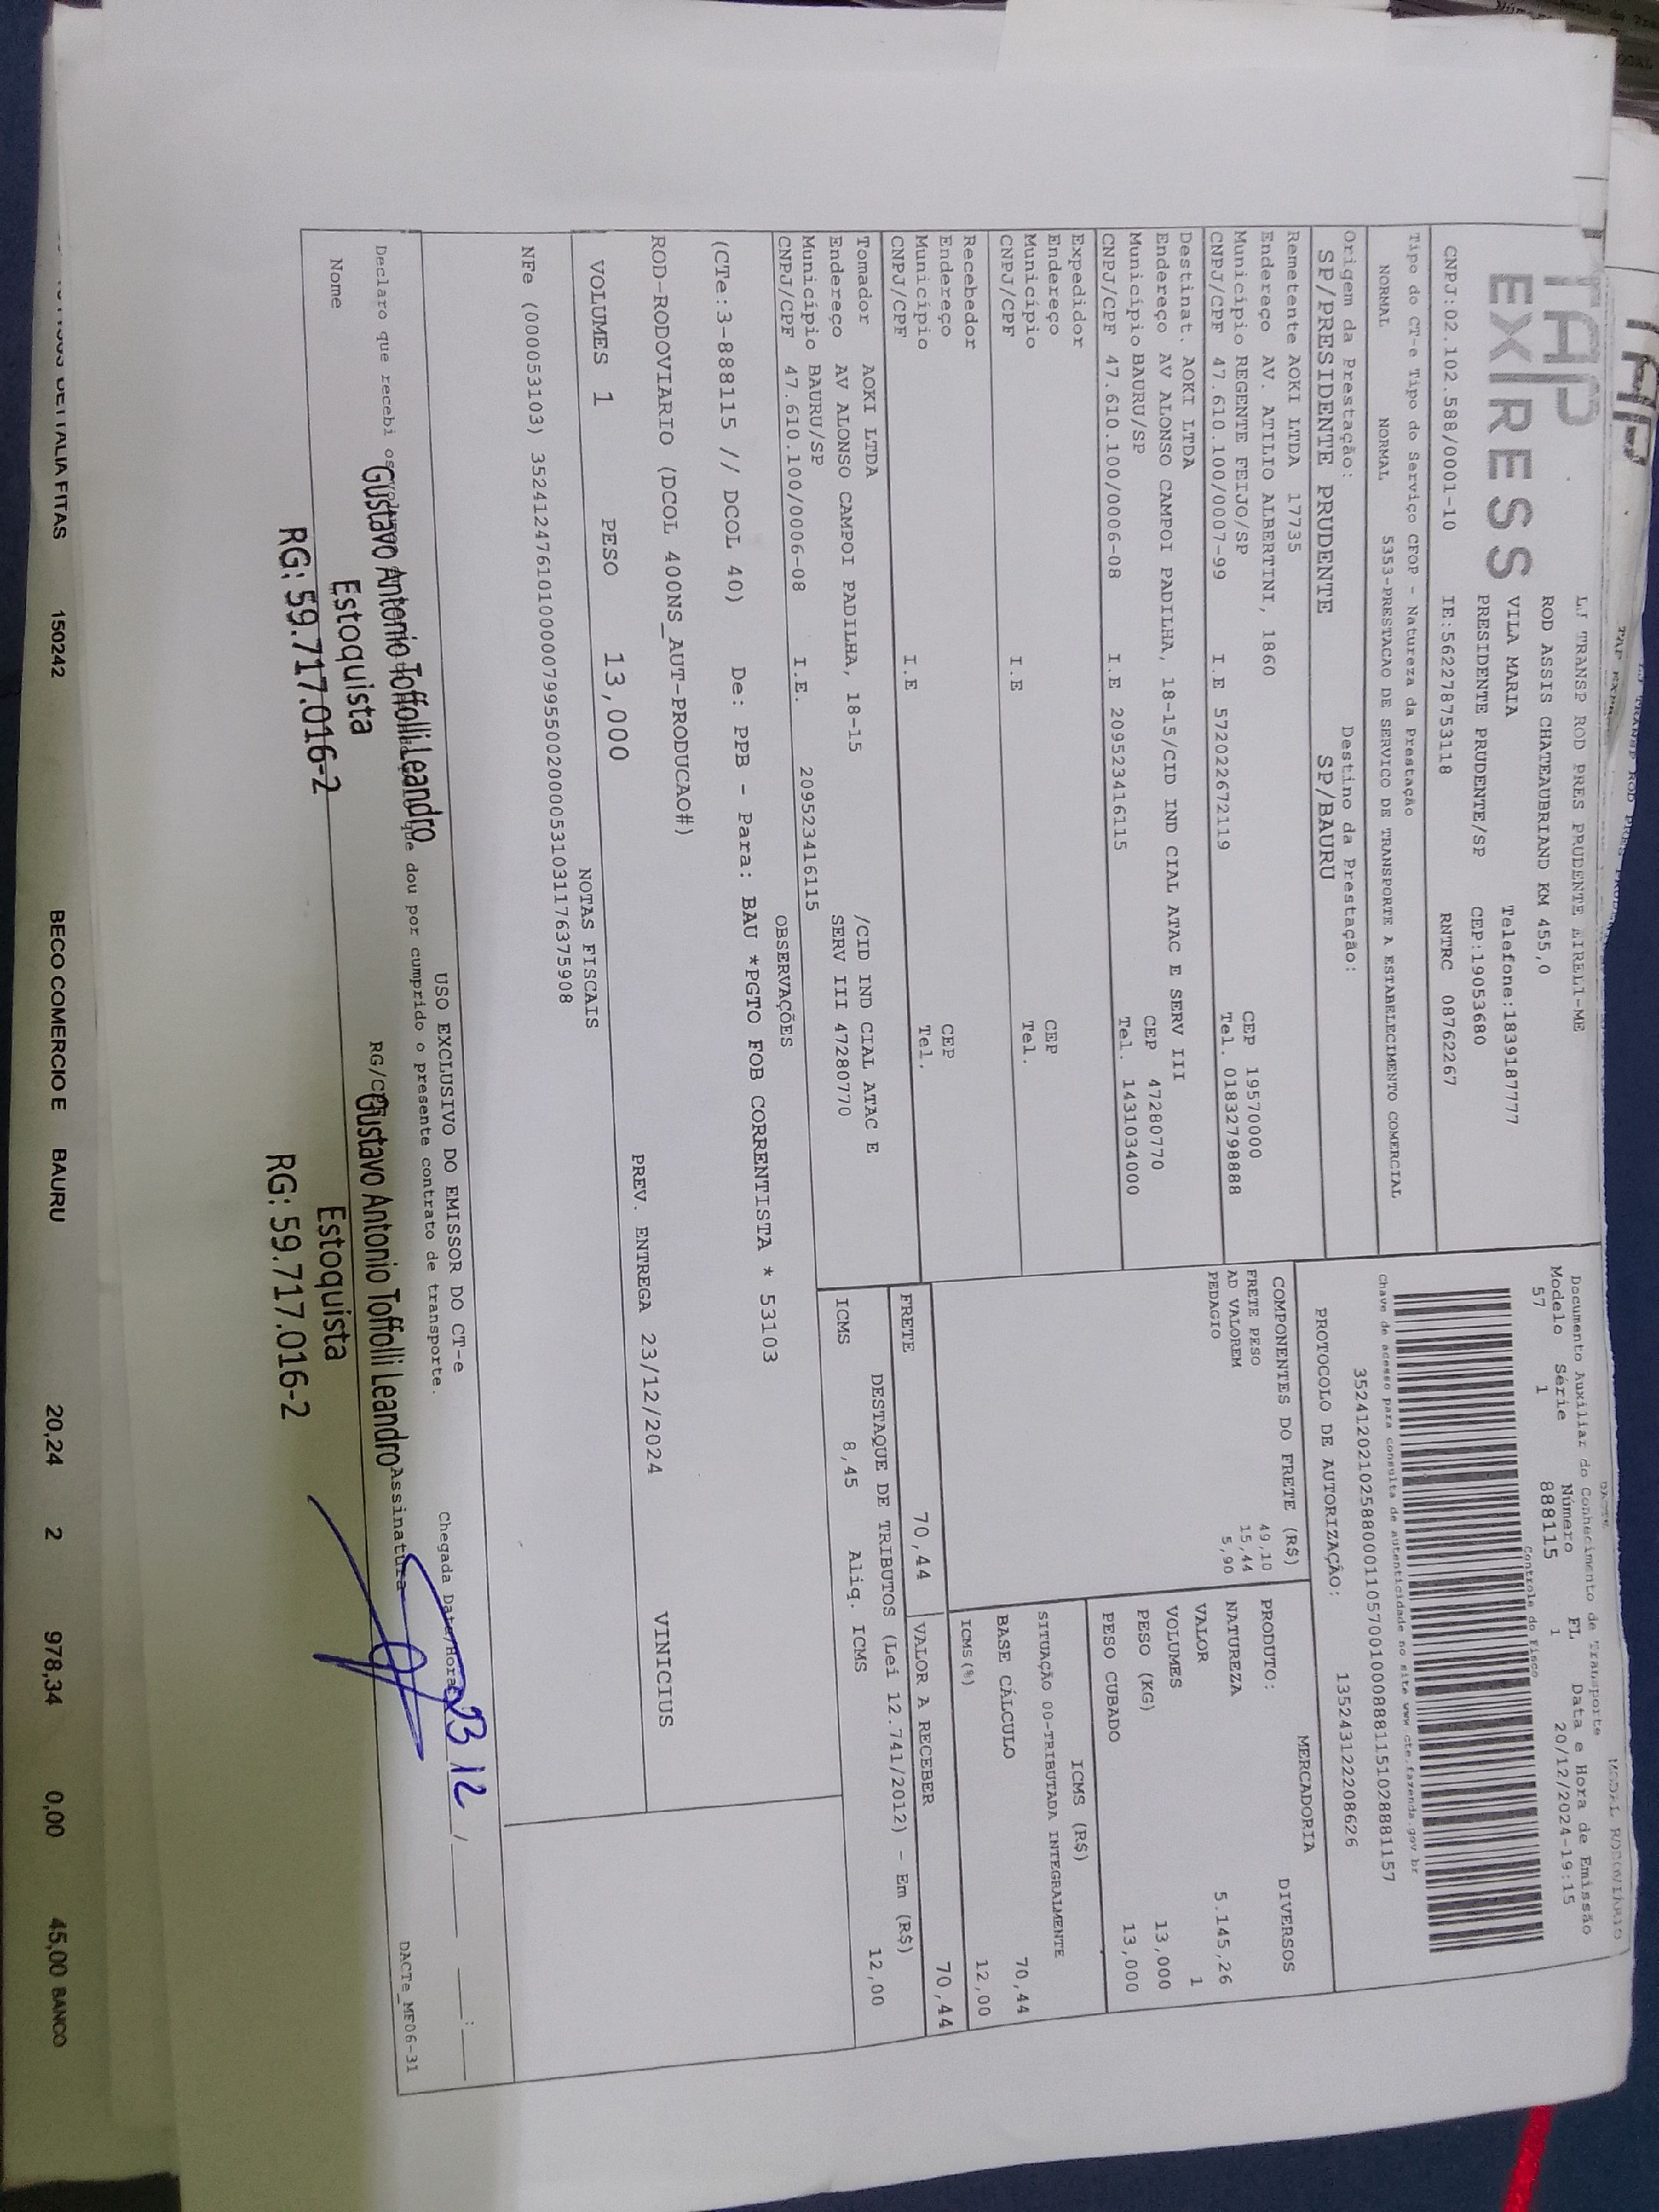 TAP
TAP
EXPRESS
LJ TRANSP ROD PRES PRUDENTE EIRELI-ME
ROD ASSIS CHATEAUBRIAND KM 455,0
VILA MARIA Telefone:1839187777
PRESIDENTE PRUDENTE/SP CEP:19053680
CNPJ:02.102.588/0001-10 IE:562278753118 RNTRC 08762267
MODAL RODOVIARIO
Documento Auxiliar do Conhecimento de Transporte
Modelo Série Número FL Data e Hora de Emissão
57 1 888115 1 20/12/2024-19:15
Controle do Fisco
Chave de acesso para consulta de autenticidade no site www.cte.fazenda.gov.br
35241202102588000110570010008881151028881157
PROTOCOLO DE AUTORIZAÇÃO: 135243122208626
Tipo do CT-e Tipo do Serviço CFOP - Natureza da Prestação
NORMAL NORMAL 5353-PRESTACAO DE SERVICO DE TRANSPORTE A ESTABELECIMENTO COMERCIAL
Origem da Prestação: Destino da Prestação:
SP/PRESIDENTE PRUDENTE SP/BAURU
Remetente AOKI LTDA 17735
Endereço AV. ATILIO ALBERTINI, 1860
Município REGENTE FEIJO/SP CEP 19570000
CNPJ/CPF 47.610.100/0007-99 I.E 572022672119 Tel. 01832798888
Destinat. AOKI LTDA
Endereço AV ALONSO CAMPOI PADILHA, 18-15/CID IND CIAL ATAC E SERV III
Município BAURU/SP CEP 47280770
CNPJ/CPF 47.610.100/0006-08 I.E 209523416115 Tel. 1431034000
Expedidor
Endereço CEP
Município Tel.
CNPJ/CPF I.E
Recebedor
Endereço CEP
Município Tel.
CNPJ/CPF I.E
Tomador AOKI LTDA
Endereço AV ALONSO CAMPOI PADILHA, 18-15 /CID IND CIAL ATAC E
Município BAURU/SP SERV III 47280770
CNPJ/CPF 47.610.100/0006-08 I.E. 209523416115
COMPONENTES DO FRETE (R$)
FRETE PESO 49,10
AD VALOREM 15,44
PEDAGIO 5,90
MERCADORIA
PRODUTO: DIVERSOS
NATUREZA
VALOR 5.145,26
VOLUMES 1
PESO (KG) 13,000
PESO CUBADO 13,000
ICMS (R$)
SITUAÇÃO 00-TRIBUTADA INTEGRALMENTE
BASE CÁLCULO 70,44
ICMS(%) 12,00
FRETE 70,44 VALOR A RECEBER 70,44
DESTAQUE DE TRIBUTOS (Lei 12.741/2012) - Em (R$)
ICMS 8,45 Aliq. ICMS 12,00
OBSERVAÇÕES
(CTe:3-888115 // DCOL 40) De: PPB - Para: BAU *PGTO FOB CORRENTISTA * 53103
ROD-RODOVIARIO (DCOL 400NS_AUT-PRODUCAO#)
VOLUMES 1 PESO 13,000 PREV. ENTREGA 23/12/2024 VINICIUS
NOTAS FISCAIS
NFe (000053103) 35241247610100000799550020000531031176375908
USO EXCLUSIVO DO EMISSOR DO CT-e
Declaro que recebi os que dou por cumprido o presente contrato de transporte.
Chegada Data/Hora: 23 12 / :
Nome RG/CPF Assinatura
Gustavo Antonio Toffolli Leandro
Estoquista
RG: 59.717.016-2
Gustavo Antonio Toffolli Leandro
Estoquista
RG: 59.717.016-2
DACTe_ME06-31
ITALIA FITAS 150242 BECO COMERCIO E BAURU 20,24 2 978,34 0,00 45,00 BANCO